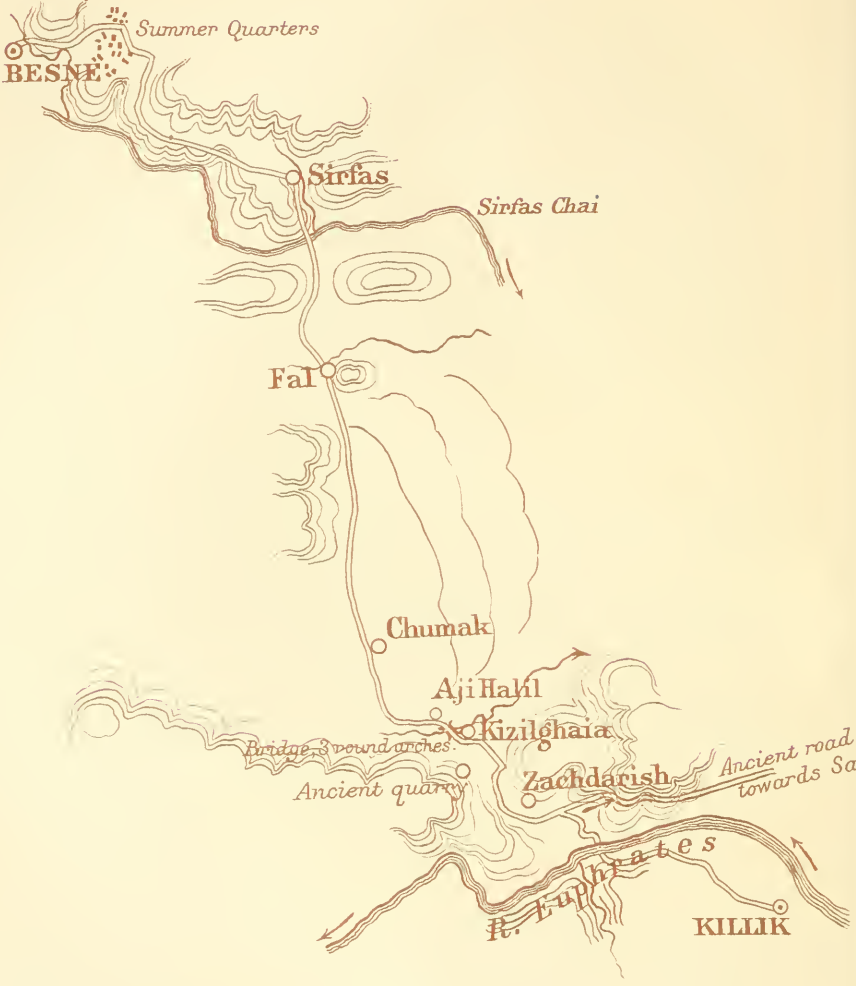 Summer Quarters
BESNE
Sirfas
Sirfas Chai
Fal
Chumak
Aji Halil
Kizilghaia
Bridge, 3 round arches.
Zachdarish
Ancient quarry
Ancient road
towards Sa
R. Euphrates
KILLIK